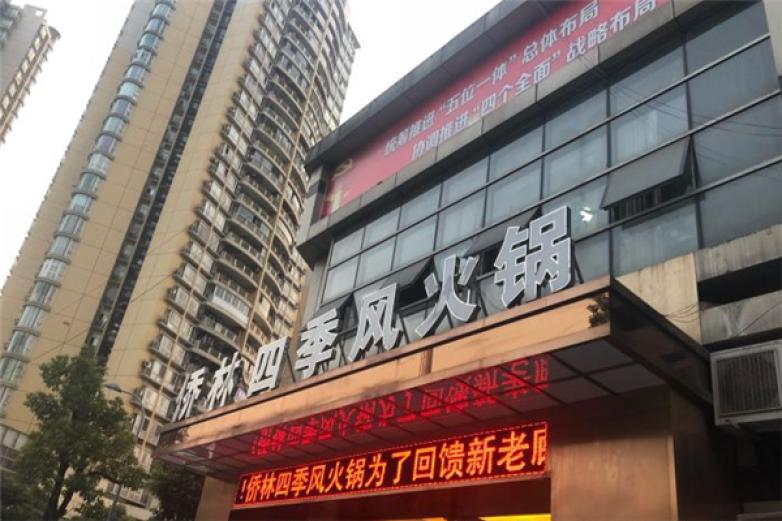 统筹推进“五位一体”总体布局
协调推进“四个全面”战略布局
侨林四季风火锅
!侨林四季风火锅为了回馈新老顾